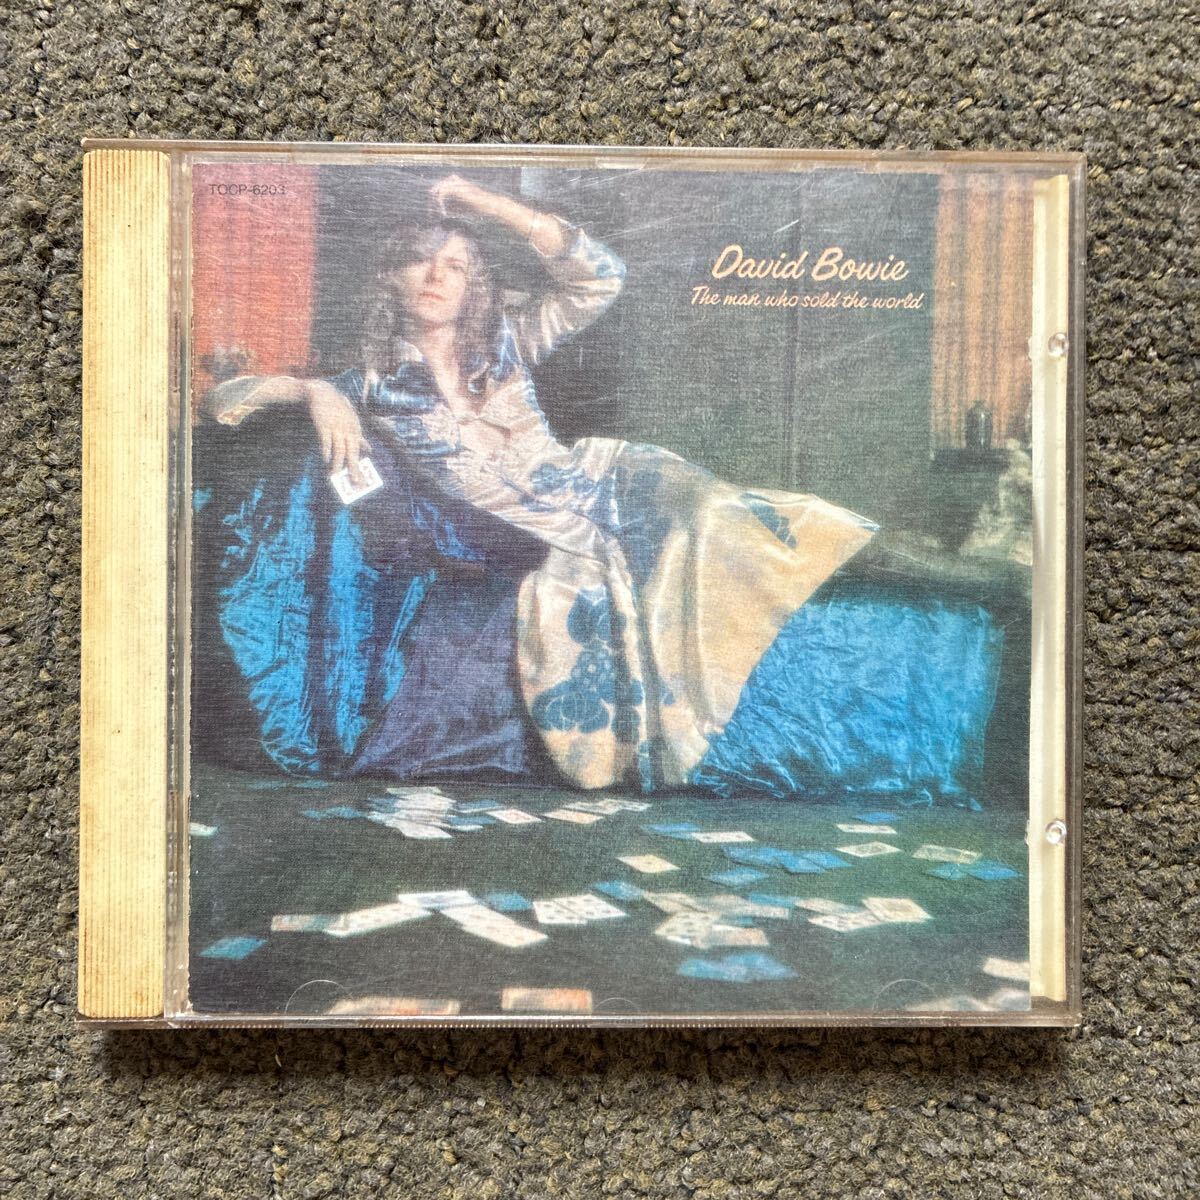 TOCP-6203
David Bowie
The man who sold the world